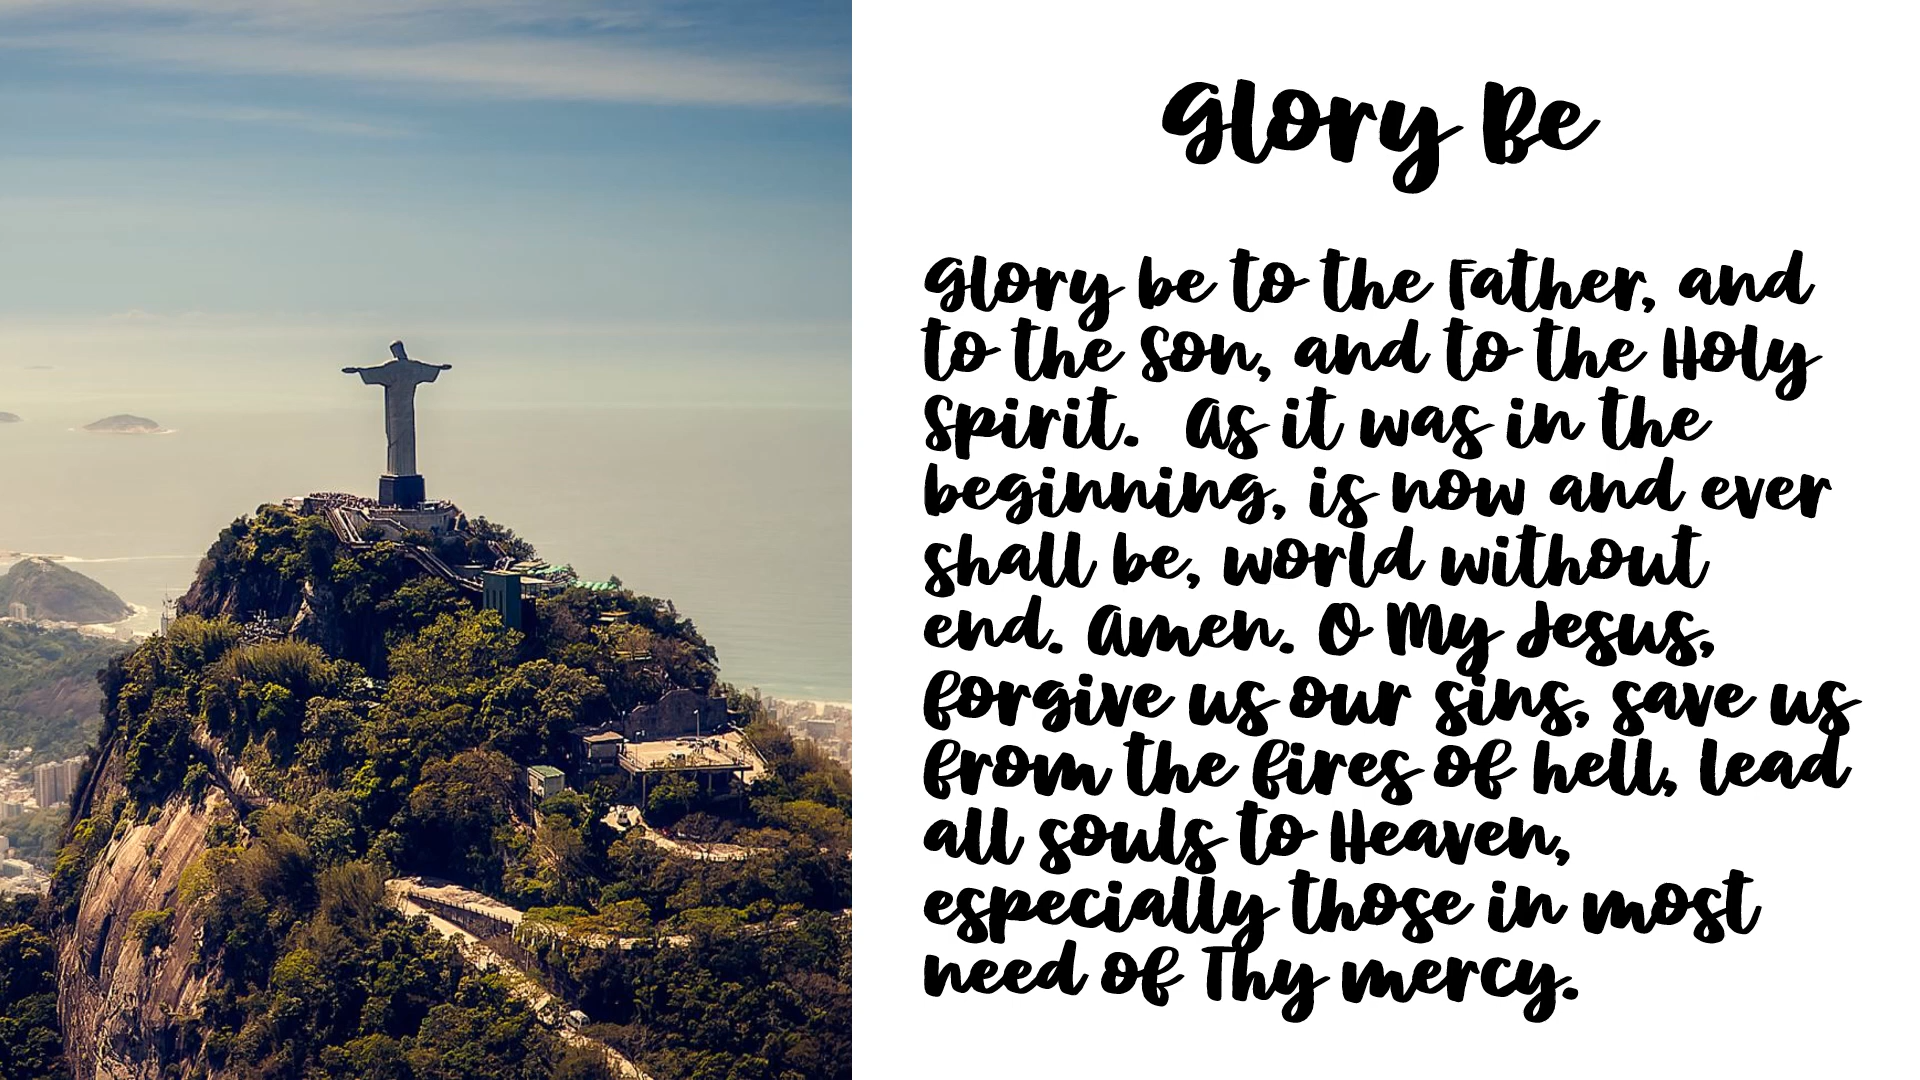 Glory Be
Glory be to the Father, and
to the Son, and to the Holy
Spirit.  As it was in the
beginning, is now and ever
shall be, world without
end. Amen. O My Jesus,
forgive us our sins, save us
from the fires of hell, lead
all souls to Heaven,
especially those in most
need of Thy mercy.